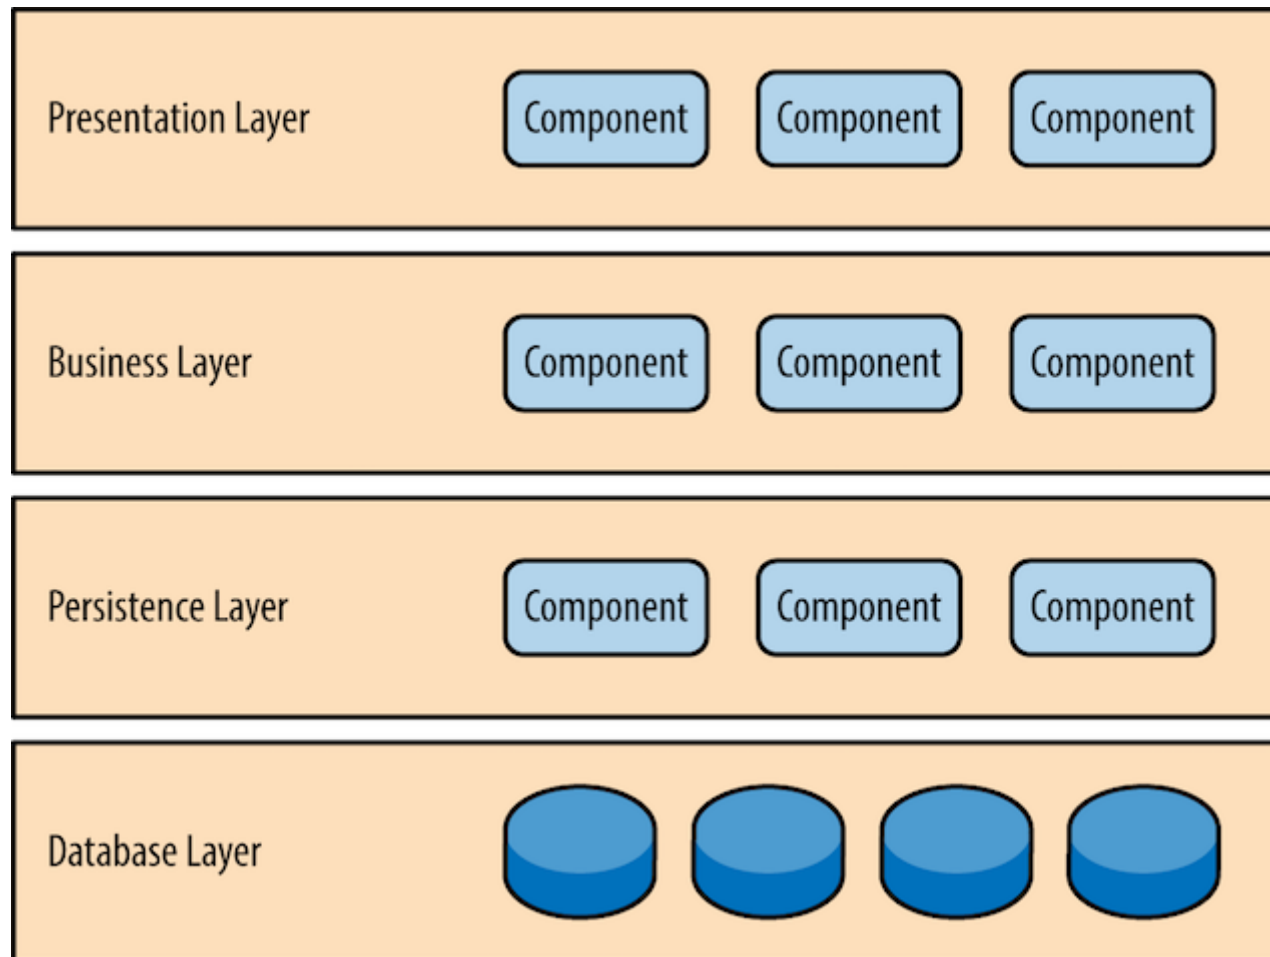 Presentation Layer
Component Component Component
Business Layer
Component Component Component
Persistence Layer
Component Component Component
Database Layer